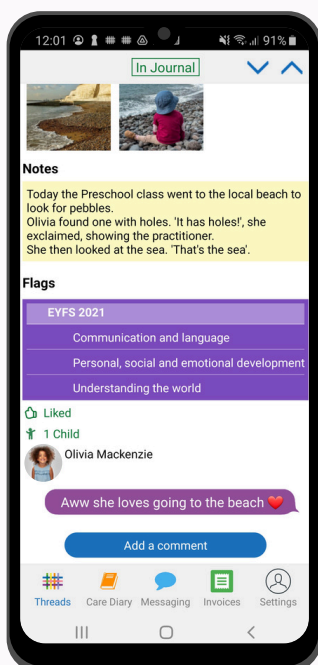 12:01
91%
In Journal
Notes
Today the Preschool class went to the local beach to
look for pebbles.
Olivia found one with holes. 'It has holes!', she
exclaimed, showing the practitioner.
She then looked at the sea. 'That's the sea'.
Flags
EYFS 2021
Communication and language
Personal, social and emotional development
Understanding the world
Liked
1 Child
Olivia Mackenzie
Aww she loves going to the beach ❤️
Add a comment
Threads Care Diary Messaging Invoices Settings